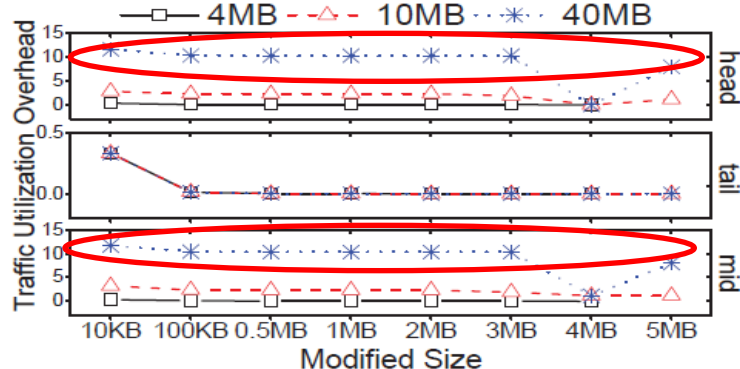 4MB 10MB 40MB
Traffic Utilization Overhead
15
10
5
0
head
0.5
0.0
tail
15
10
5
0
mid
10KB 100KB 0.5MB 1MB 2MB 3MB 4MB 5MB
Modified Size